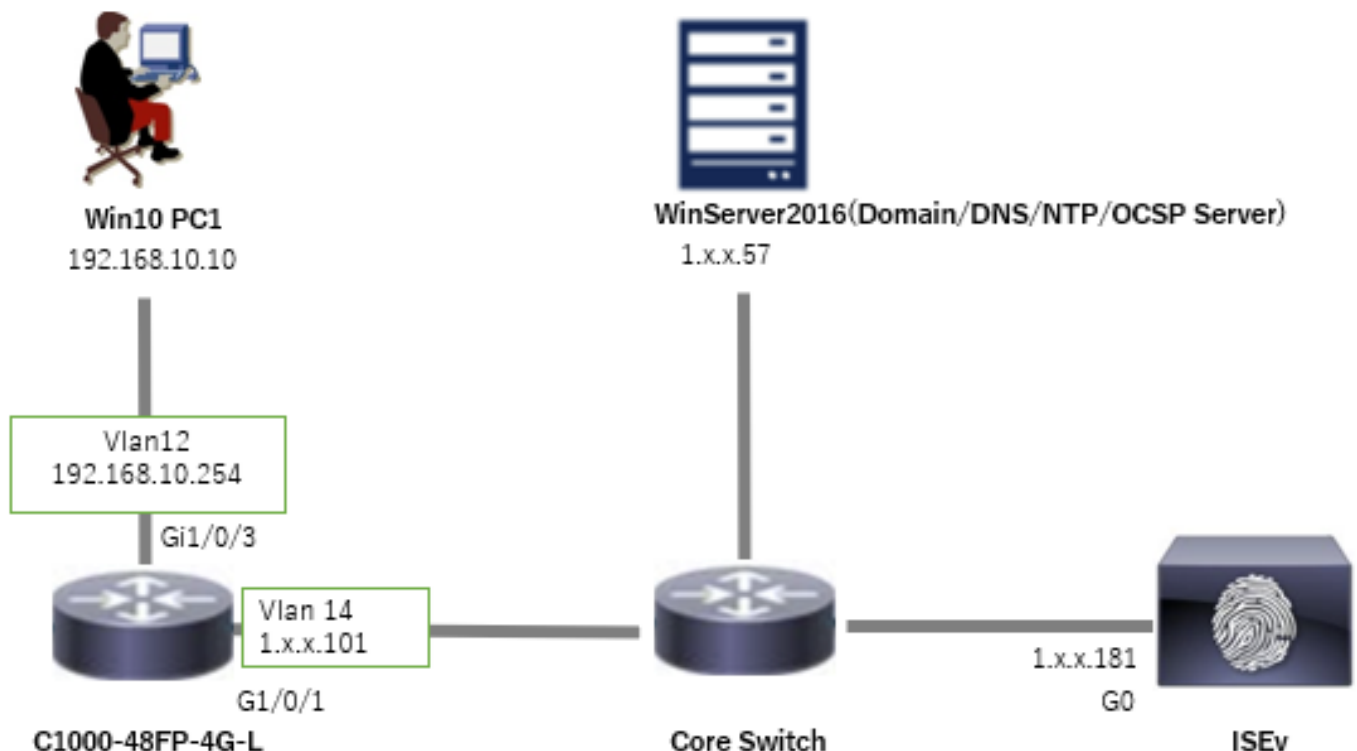 Win10 PC1
192.168.10.10
WinServer2016(Domain/DNS/NTP/OCSP Server)
1.x.x.57
Vlan12
192.168.10.254
Gi1/0/3
Vlan 14
1.x.x.101
G1/0/1
1.x.x.181
G0
C1000-48FP-4G-L
Core Switch
ISEv